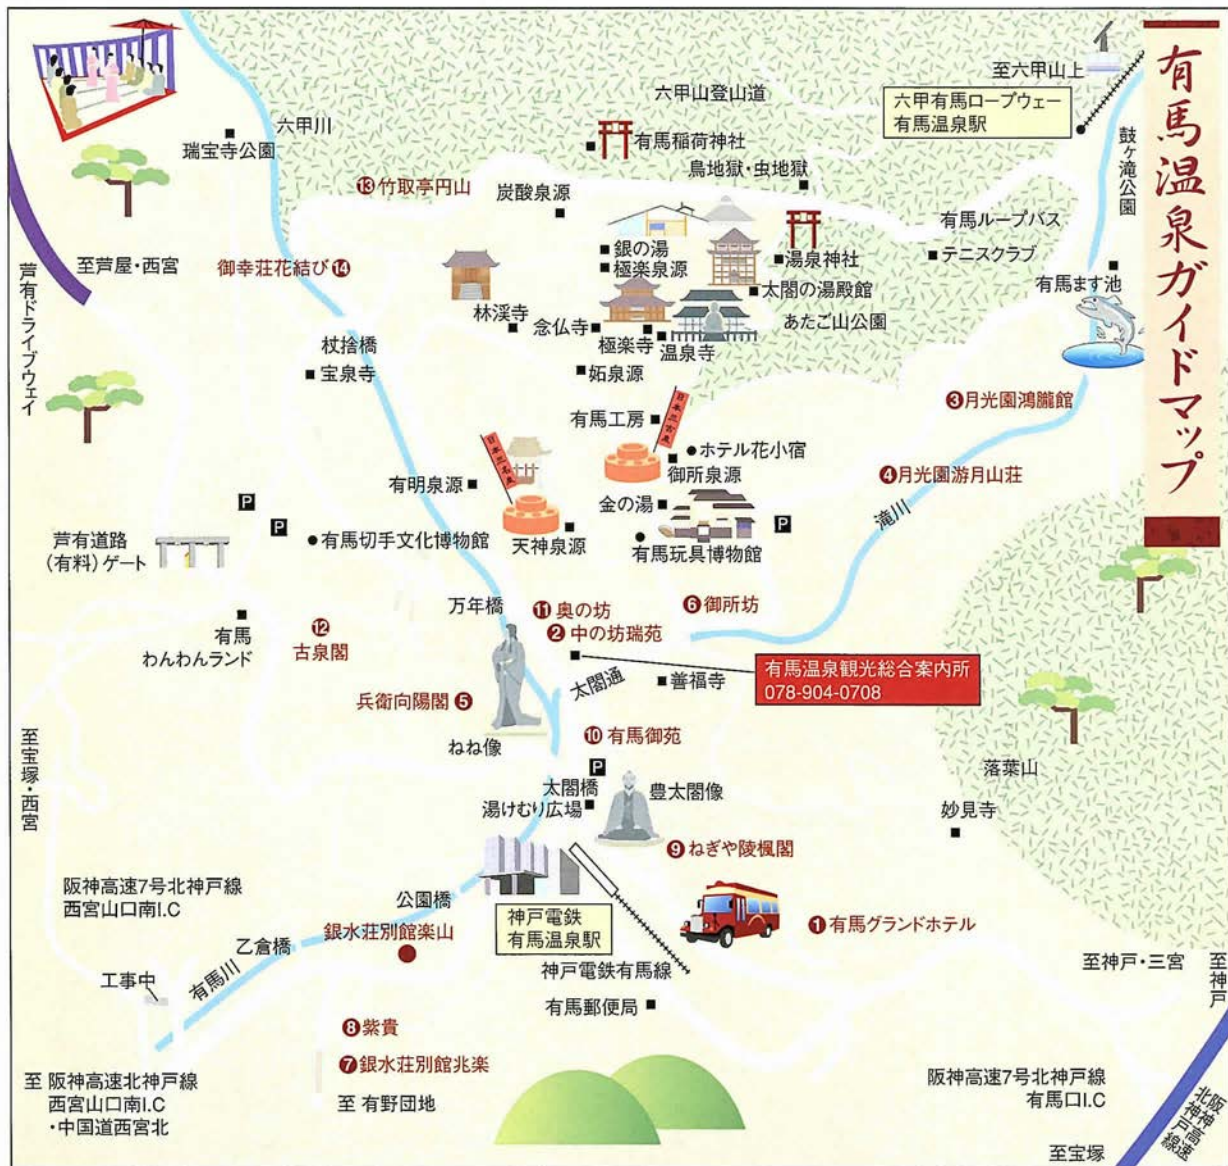 有馬温泉ガイドマップ
至六甲山上
六甲山登山道
六甲有馬ロープウェー
有馬温泉駅
鼓ヶ滝公園
六甲川
瑞宝寺公園
有馬稲荷神社
鳥地獄・虫地獄
⑬竹取亭円山
炭酸泉源
有馬ループバス
銀の湯
極楽泉源
湯泉神社
テニスクラブ
太閤の湯殿館
有馬ます池
芦有ドライブウェイ
至芦屋・西宮
御幸荘花結び⑭
林渓寺
念仏寺
極楽寺
温泉寺
あたご山公園
杖捨橋
宝泉寺
妬泉源
③月光園鴻朧館
有馬工房
日本三古泉
ホテル花小宿
御所泉源
④月光園游月山荘
日本三名泉
有明泉源
金の湯
滝川
天神泉源
有馬玩具博物館
P
P
P
有馬切手文化博物館
芦有道路
(有料)ゲート
万年橋
⑪奥の坊
②中の坊瑞苑
⑥御所坊
有馬
わんわんランド
⑫
古泉閣
有馬温泉観光総合案内所
078-904-0708
太閤通
善福寺
兵衛向陽閣⑤
ねね像
⑩有馬御苑
至宝塚・西宮
P
太閤橋
湯けむり広場
豊太閤像
落葉山
妙見寺
⑨ねぎや陵楓閣
阪神高速7号北神戸線
西宮山口南I.C
公園橋
神戸電鉄
有馬温泉駅
①有馬グランドホテル
銀水荘別館楽山
乙倉橋
有馬川
工事中
神戸電鉄有馬線
有馬郵便局
至神戸・三宮
至神戸
⑧紫貴
⑦銀水荘別館兆楽
至 有野団地
至 阪神高速北神戸線
西宮山口南I.C
・中国道西宮北
阪神高速7号北神戸線
有馬口I.C
阪神高速
北神戸線
至宝塚